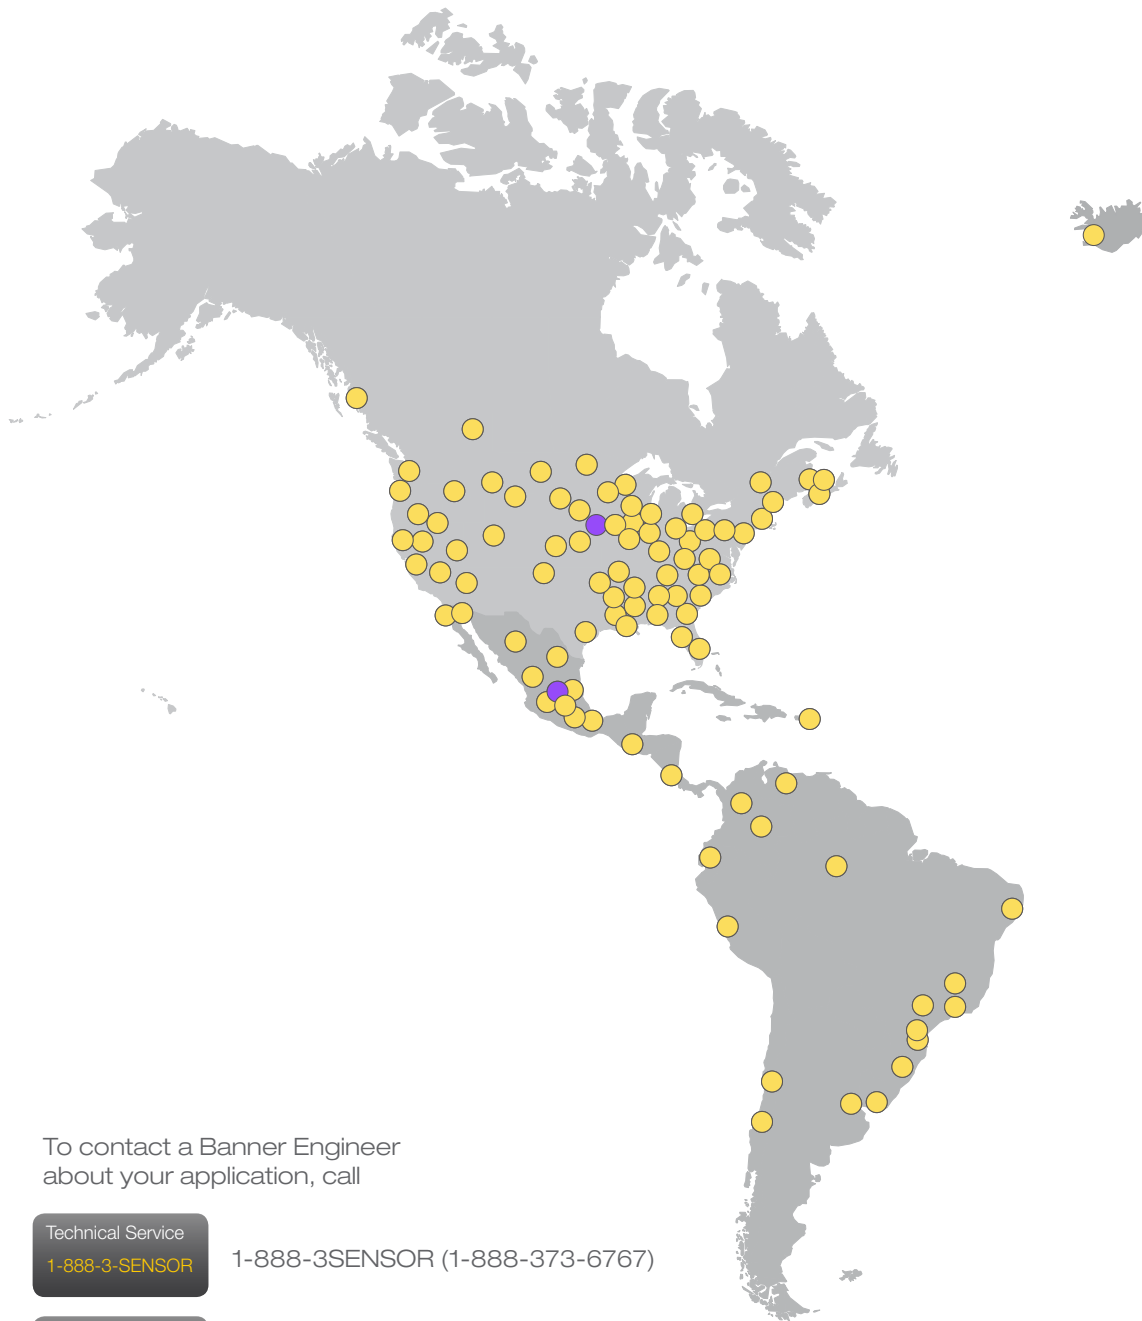 To contact a Banner Engineer
about your application, call
Technical Service
1-888-3-SENSOR
1-888-3SENSOR (1-888-373-6767)